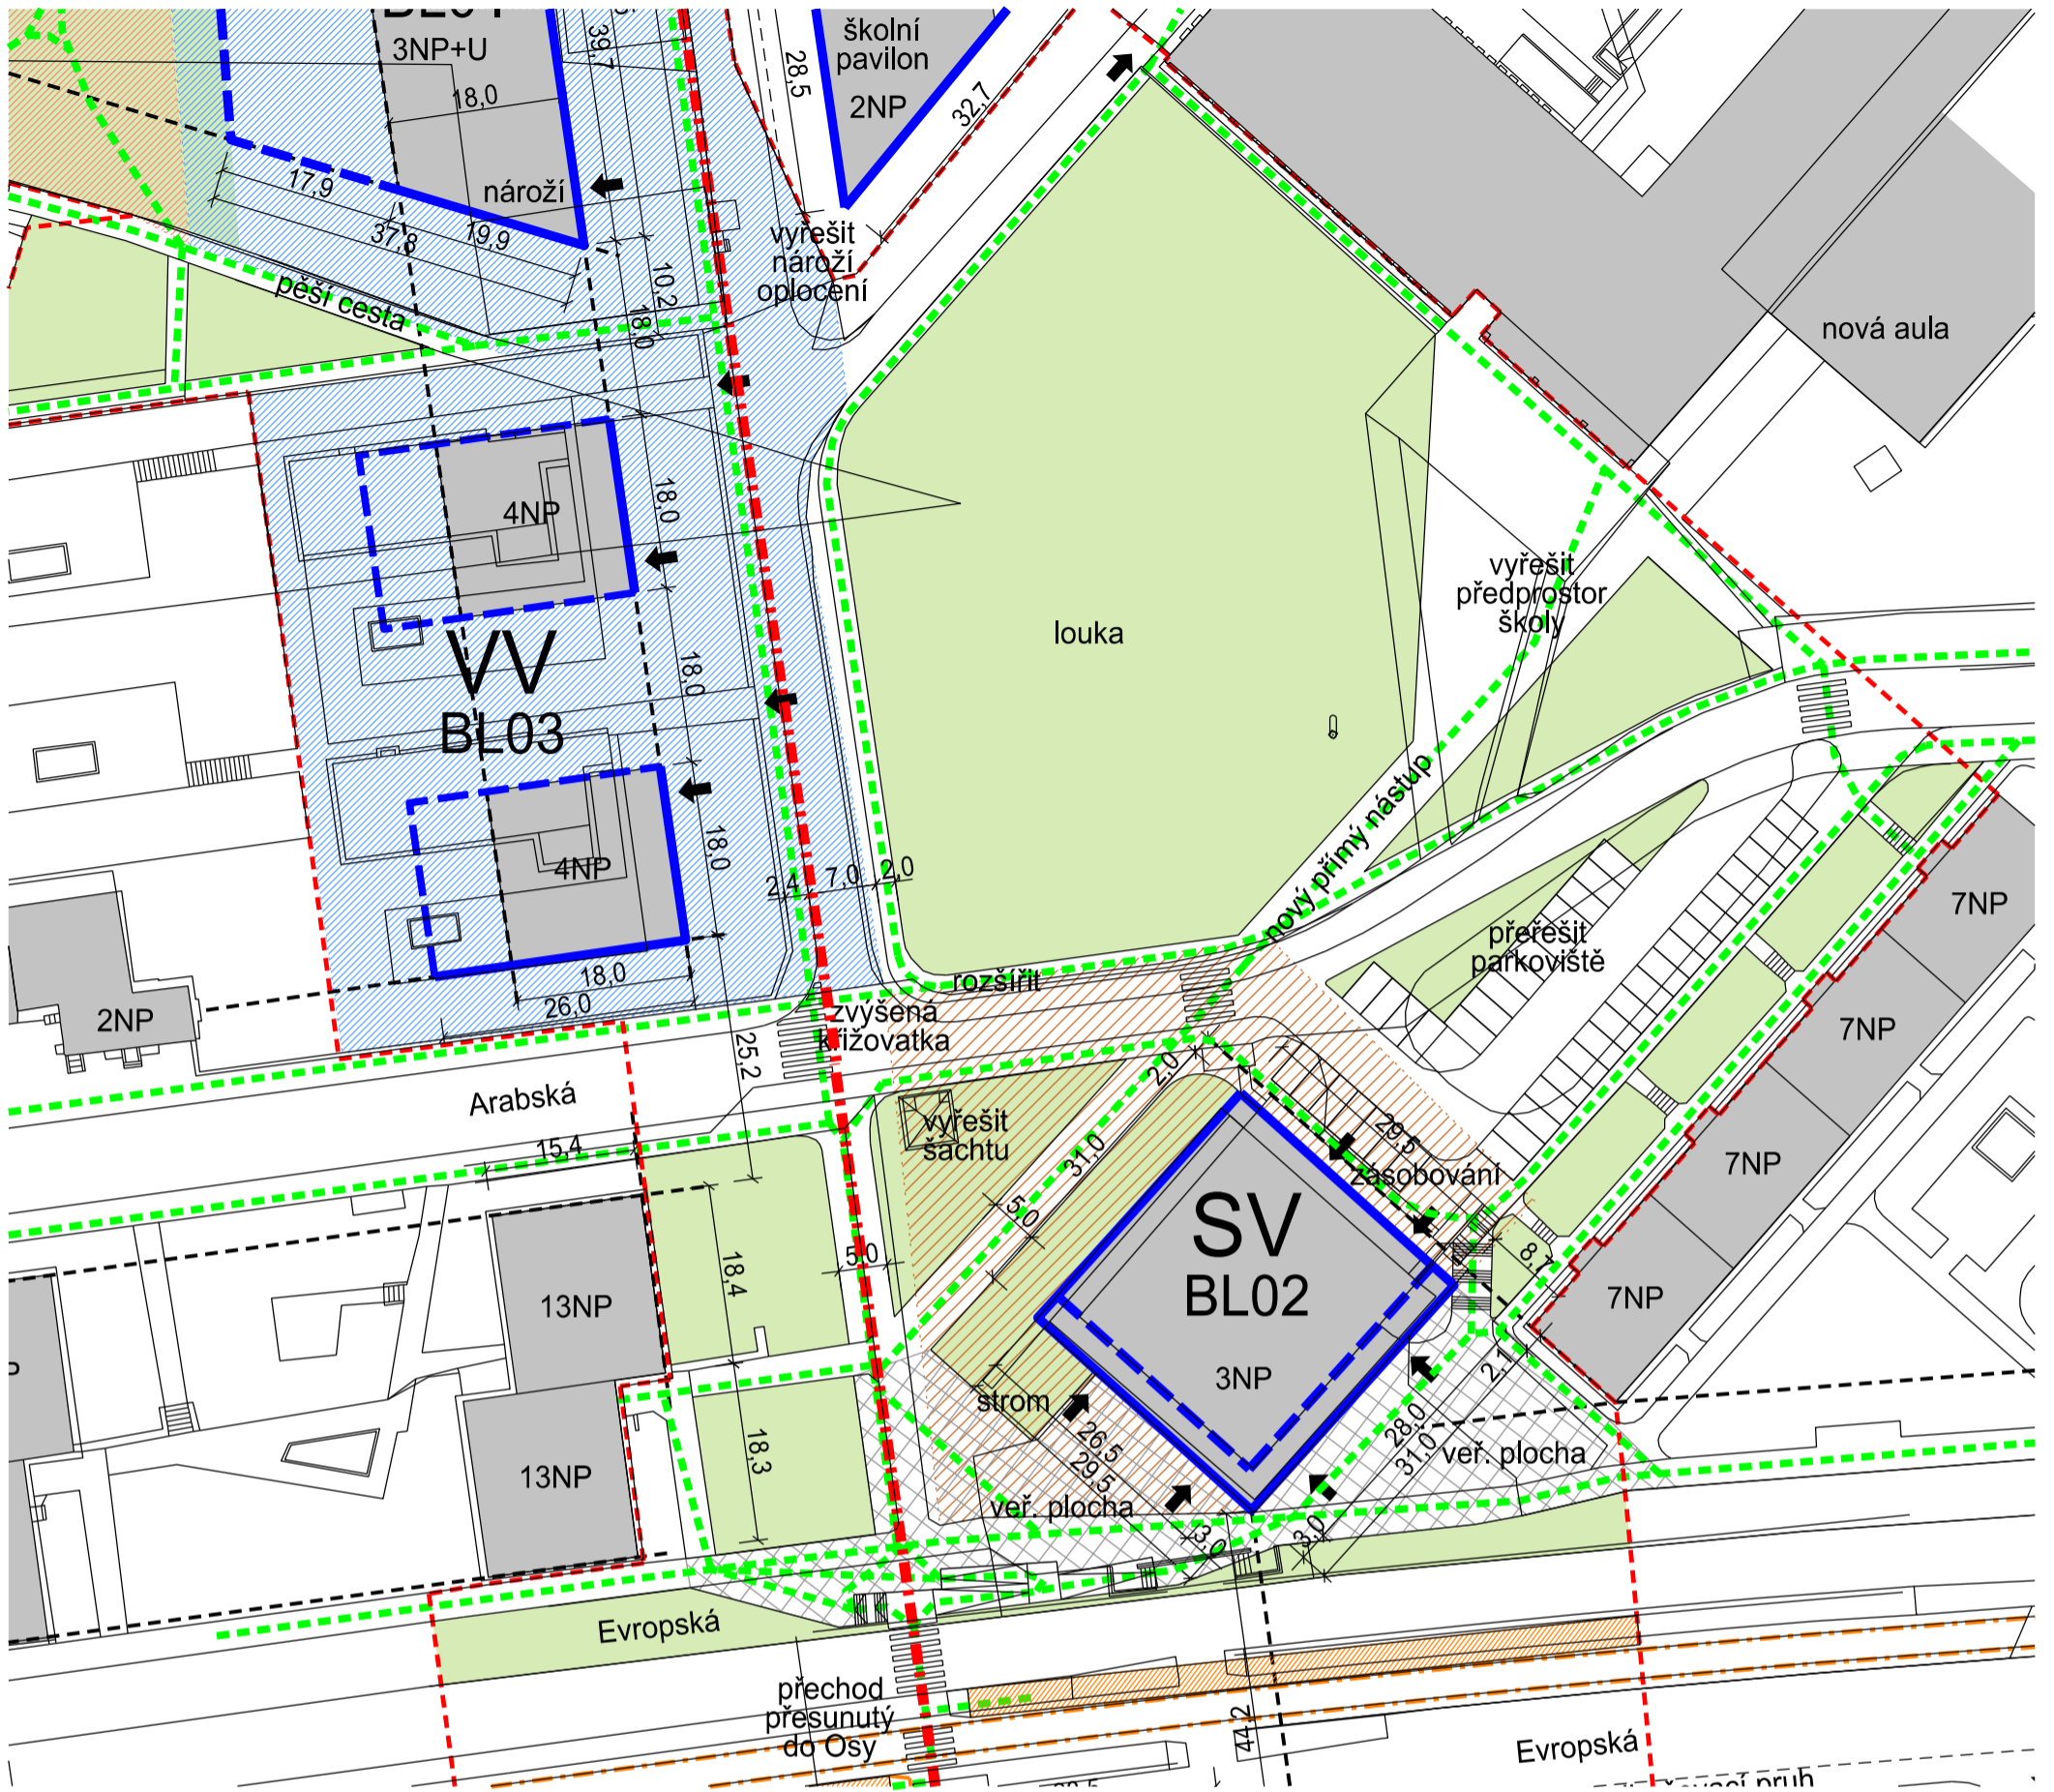 BL01
3NP+U
18,0
39,7
školní
pavilon
2NP
28,5
32,7
nároží
17,9
37,8
19,9
10,2
18,0
vyřešit
nároží
oplocení
pěší cesta
nová aula
4NP
18,0
VV
BL03
18,0
louka
vyřešit
předprostor
školy
4NP
18,0
2,4
7,0
2,0
nový přímý nástup
18,0
26,0
přeřešit
parkoviště
7NP
7NP
7NP
7NP
2NP
rozšířit
zvýšená
křižovatka
25,2
Arabská
15,4
vyřešit
šachtu
2,0
31,0
5,0
29,5
zásobování
SV
BL02
3NP
8,7
2,1
5,0
18,4
13NP
strom
26,5
29,5
28,0
31,0
veř. plocha
13NP
18,3
veř. plocha
3,0
3,0
Evropská
přechod
přesunutý
do Osy
44,2
Evropská